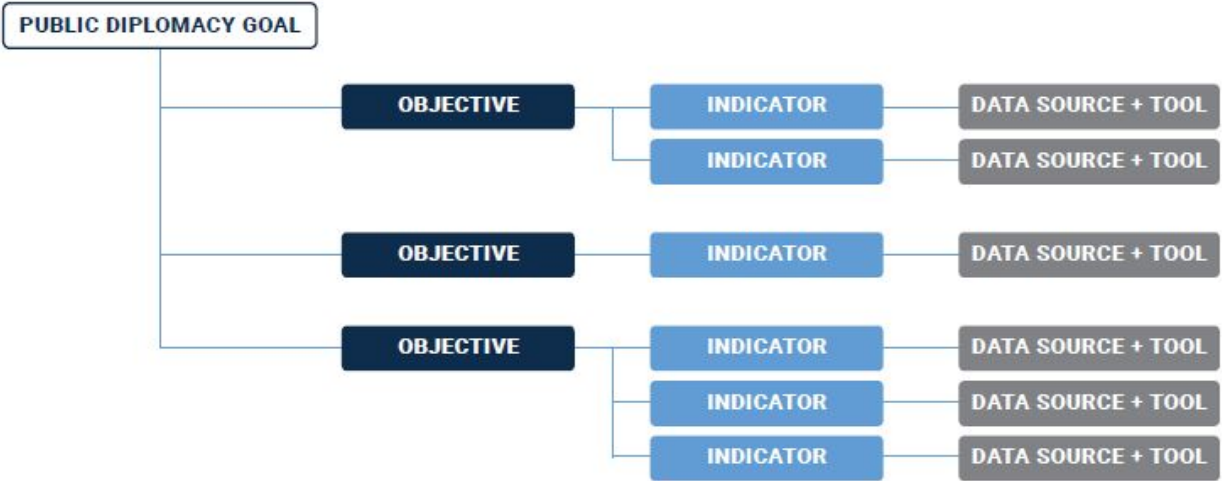 PUBLIC DIPLOMACY GOAL
OBJECTIVE INDICATOR DATA SOURCE + TOOL
INDICATOR DATA SOURCE + TOOL
OBJECTIVE INDICATOR DATA SOURCE + TOOL
OBJECTIVE INDICATOR DATA SOURCE + TOOL
INDICATOR DATA SOURCE + TOOL
INDICATOR DATA SOURCE + TOOL